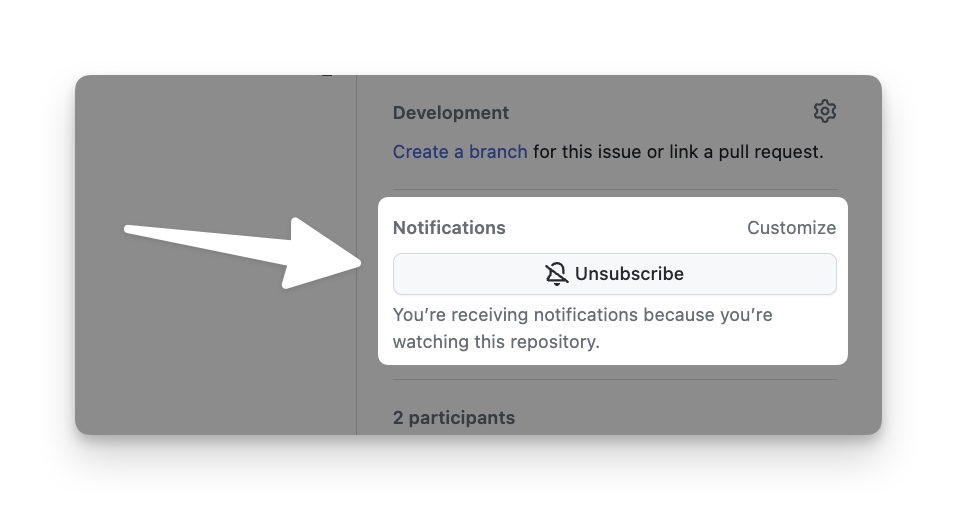 Development
Create a branch for this issue or link a pull request.
Notifications
Customize
Unsubscribe
You’re receiving notifications because you’re
watching this repository.
2 participants